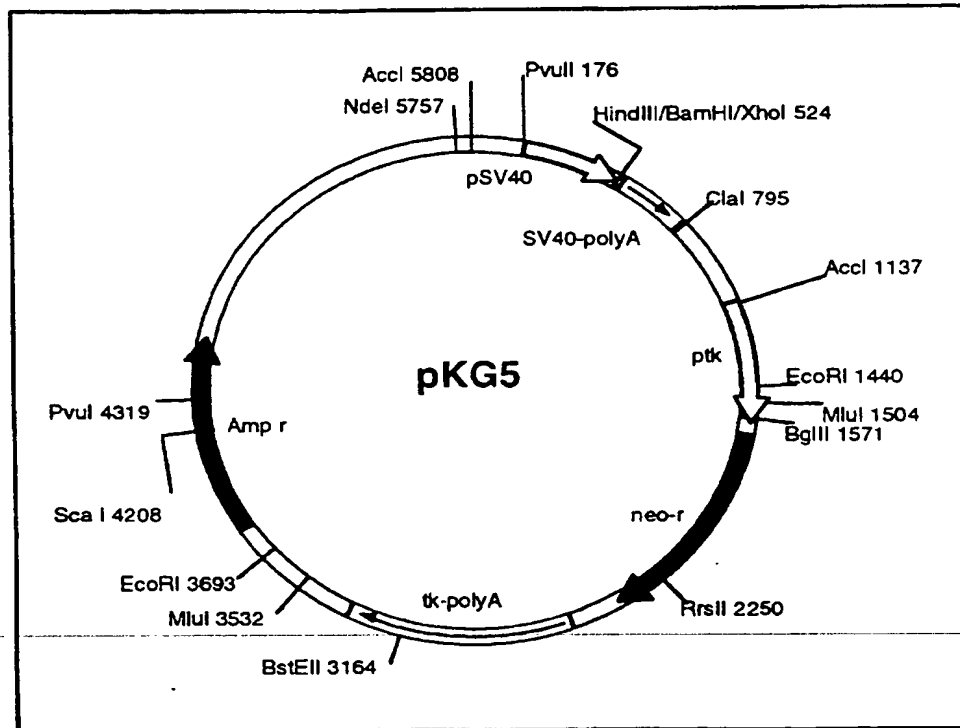 AccI 5808
PvuII 176
NdeI 5757
HindIII/BamHI/XhoI 524
pSV40
ClaI 795
SV40-polyA
AccI 1137
ptk
pKG5
EcoRI 1440
MluI 1504
BglII 1571
PvuI 4319
Amp r
Sca I 4208
neo-r
EcoRI 3693
tk-polyA
RrsII 2250
MluI 3532
BstEII 3164